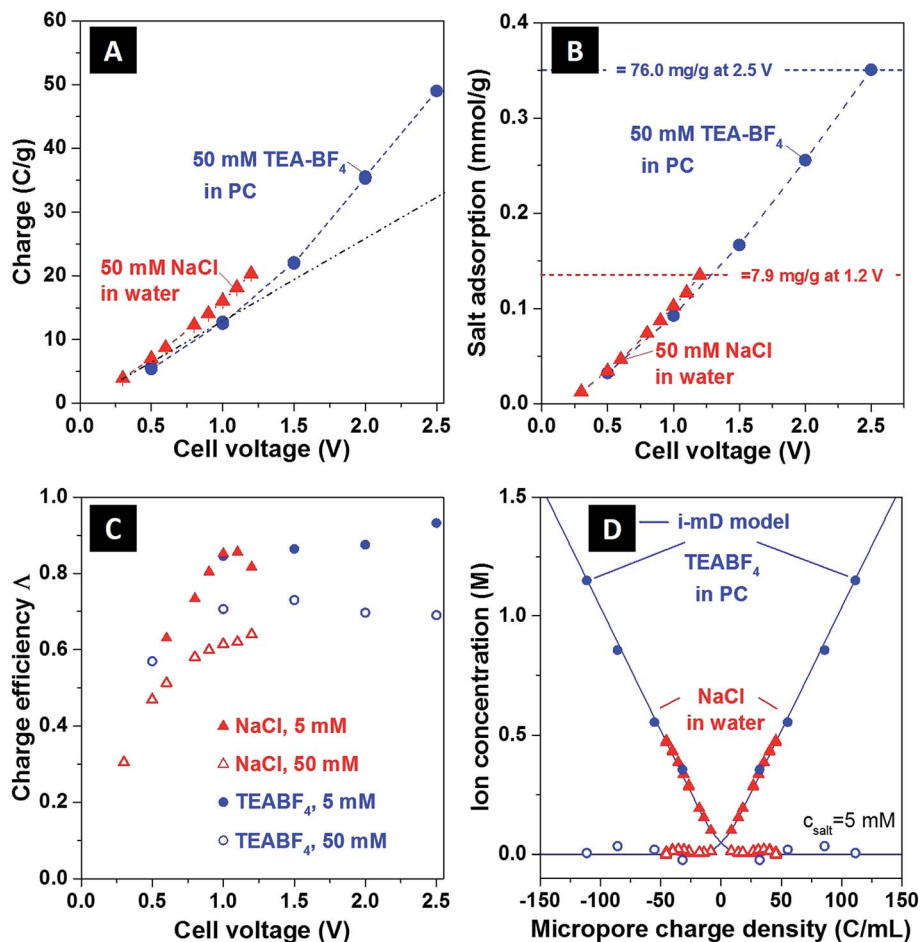 A
60
50
40
30
20
10
0
Charge (C/g)
50 mM TEA-BF4
in PC
50 mM NaCl
in water
0.0 0.5 1.0 1.5 2.0 2.5
Cell voltage (V)
B
0.4
0.3
0.2
0.1
0.0
Salt adsorption (mmol/g)
= 76.0 mg/g at 2.5 V
50 mM TEA-BF4
in PC
=7.9 mg/g at 1.2 V
50 mM NaCl
in water
0.0 0.5 1.0 1.5 2.0 2.5
Cell voltage (V)
C
1.0
0.8
0.6
0.4
0.2
0.0
Charge efficiency Λ
NaCl, 5 mM
NaCl, 50 mM
TEABF4, 5 mM
TEABF4, 50 mM
0.0 0.5 1.0 1.5 2.0 2.5
Cell voltage (V)
D
1.5
1.0
0.5
0.0
Ion concentration (M)
i-mD model
TEABF4
in PC
NaCl
in water
csalt=5 mM
-150 -100 -50 0 50 100 150
Micropore charge density (C/mL)